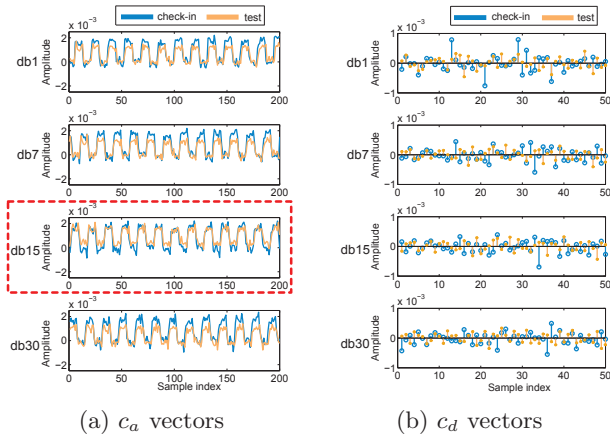 check-in test
x 10⁻³
db1
Amplitude
2
0
−2
0 50 100 150 200
x 10⁻³
db7
Amplitude
2
0
−2
0 50 100 150 200
x 10⁻³
db15
Amplitude
2
0
−2
0 50 100 150 200
x 10⁻³
db30
Amplitude
2
0
−2
0 50 100 150 200
Sample index
(a) cₐ vectors
check-in test
x 10⁻³
db1
Amplitude
1
0
−1
0 10 20 30 40 50
x 10⁻³
db7
Amplitude
1
0
−1
0 10 20 30 40 50
x 10⁻³
db15
Amplitude
1
0
−1
0 10 20 30 40 50
x 10⁻³
db30
Amplitude
1
0
−1
0 10 20 30 40 50
Sample index
(b) c_d vectors